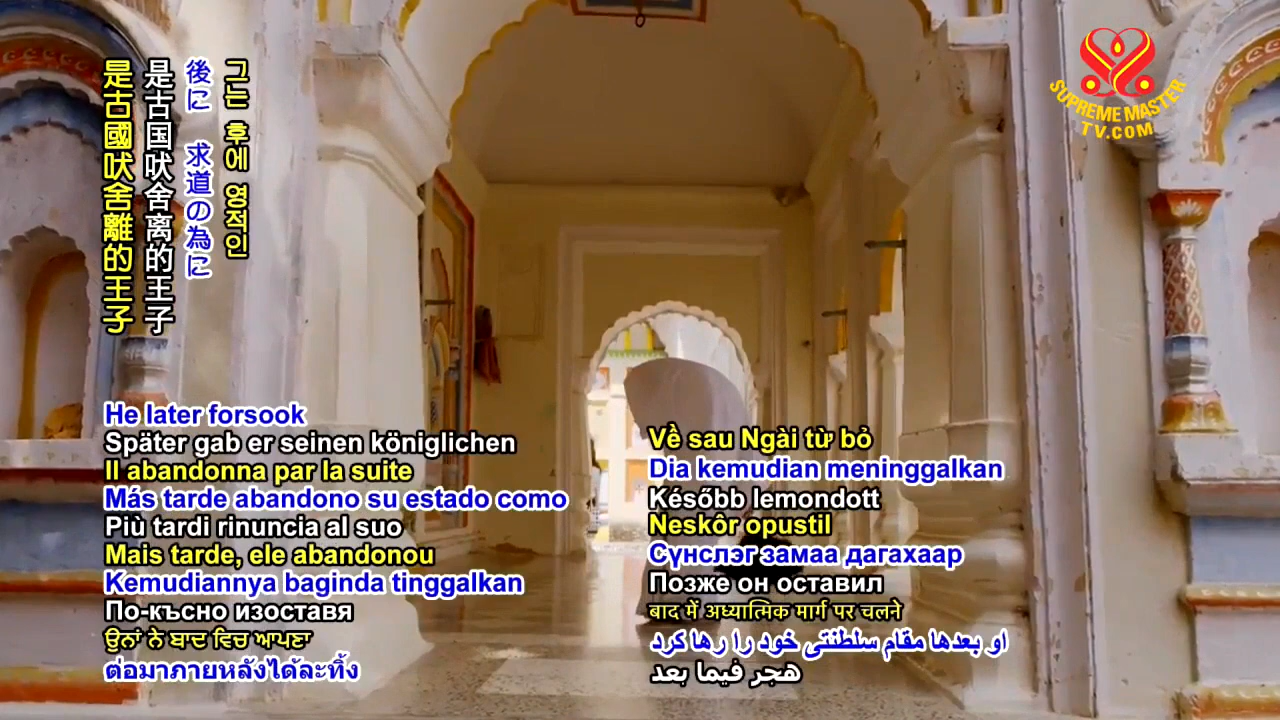 그는 후에 영적인
後に 求道の為に
是古国吠舍离的王子
是古國吠舍離的王子
SUPREME MASTER
TV.COM
He later forsook
Später gab er seinen königlichen
Il abandonna par la suite
Más tarde abandono su estado como
Più tardi rinuncia al suo
Mais tarde, ele abandonou
Kemudiannya baginda tinggalkan
По-късно изоставя
ਉਨਾਂ ਨੇ ਬਾਦ ਵਿਚ ਆਪਣਾ
ต่อมาภายหลังได้ละทิ้ง
Về sau Ngài từ bỏ
Dia kemudian meninggalkan
Később lemondott
Neskôr opustil
Сүнслэг замаа дагахаар
Позже он оставил
बाद में अध्यात्मिक मार्ग पर चलने
او بعدها مقام سلطنتی خود را رها کرد
هجر فيما بعد